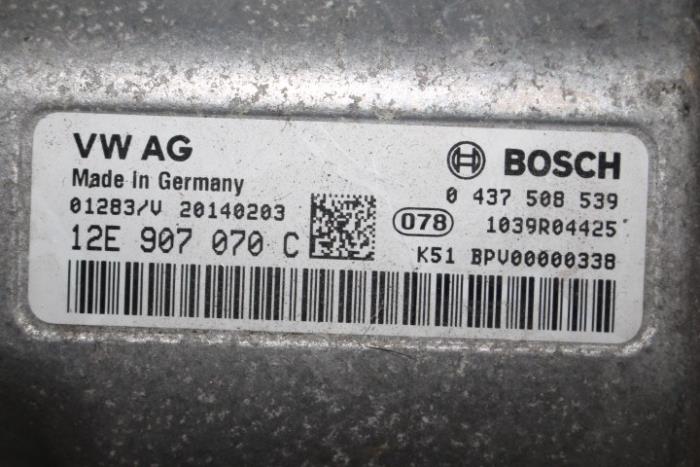 VW AG
Made in Germany
01283/V 20140203
12E 907 070 C
BOSCH
0 437 508 539
078 1039R04425
K51 BPV00000338